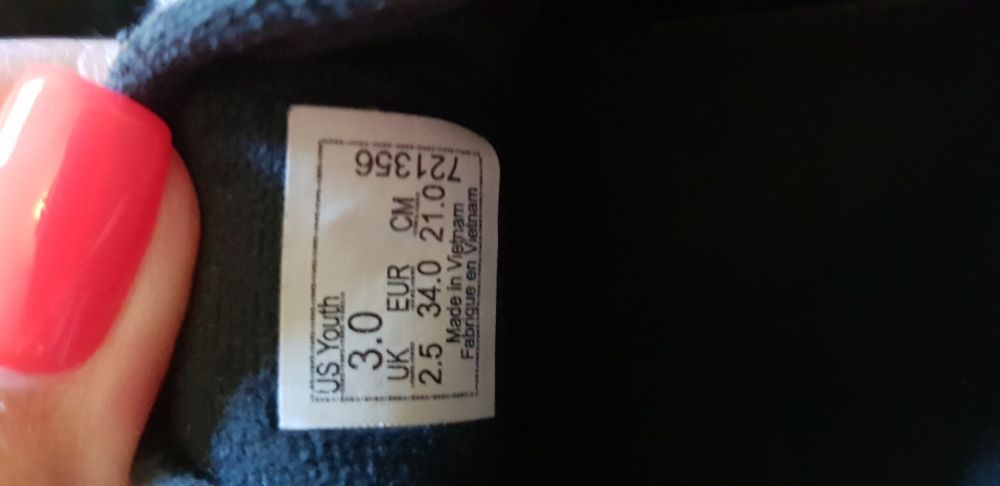 US Youth
3.0
UK EUR CM
2.5 34.0 21.0
Made in Vietnam
Fabrique en Vietnam
721356